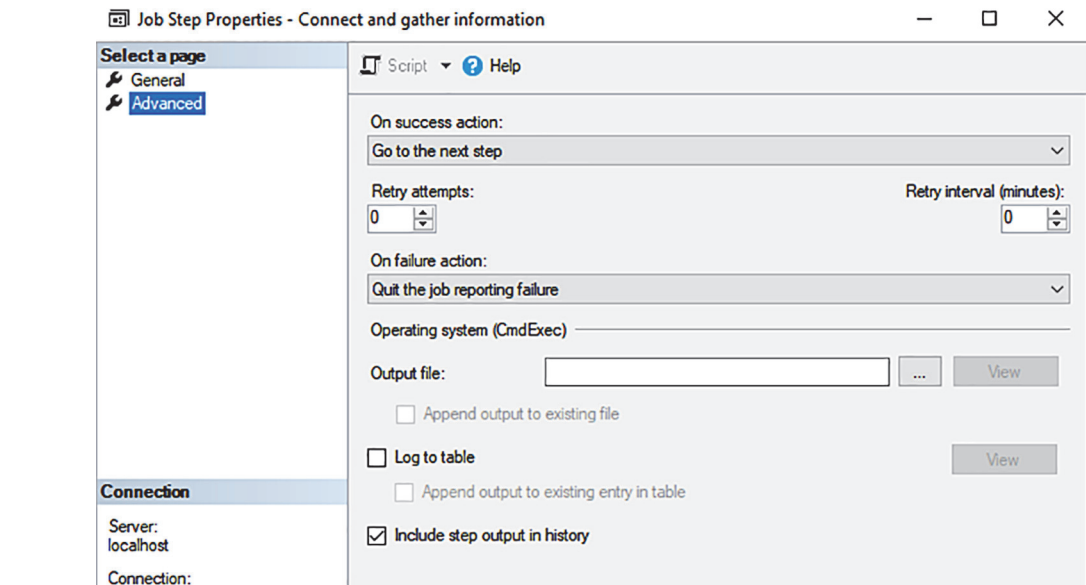 Job Step Properties - Connect and gather information
Select a page
General
Advanced
Script
Help
On success action:
Go to the next step
Retry attempts:
Retry interval (minutes):
0
0
On failure action:
Quit the job reporting failure
Operating system (CmdExec)
Output file:
...
View
Append output to existing file
Log to table
View
Append output to existing entry in table
Include step output in history
Connection
Server:
localhost
Connection: